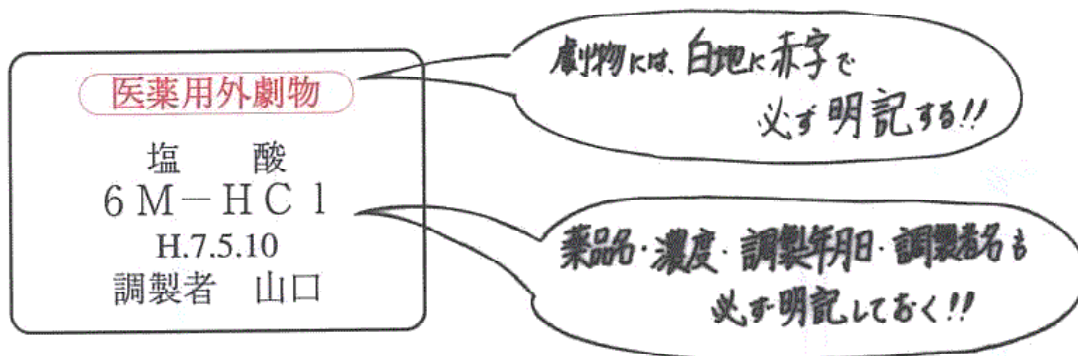 医薬用外劇物
塩　酸
6M－HCl
H.7.5.10
調製者　山口
劇物には、白地に赤字で
必ず明記する!!
薬品名・濃度・調製年月日・調製者名も
必ず明記しておく!!